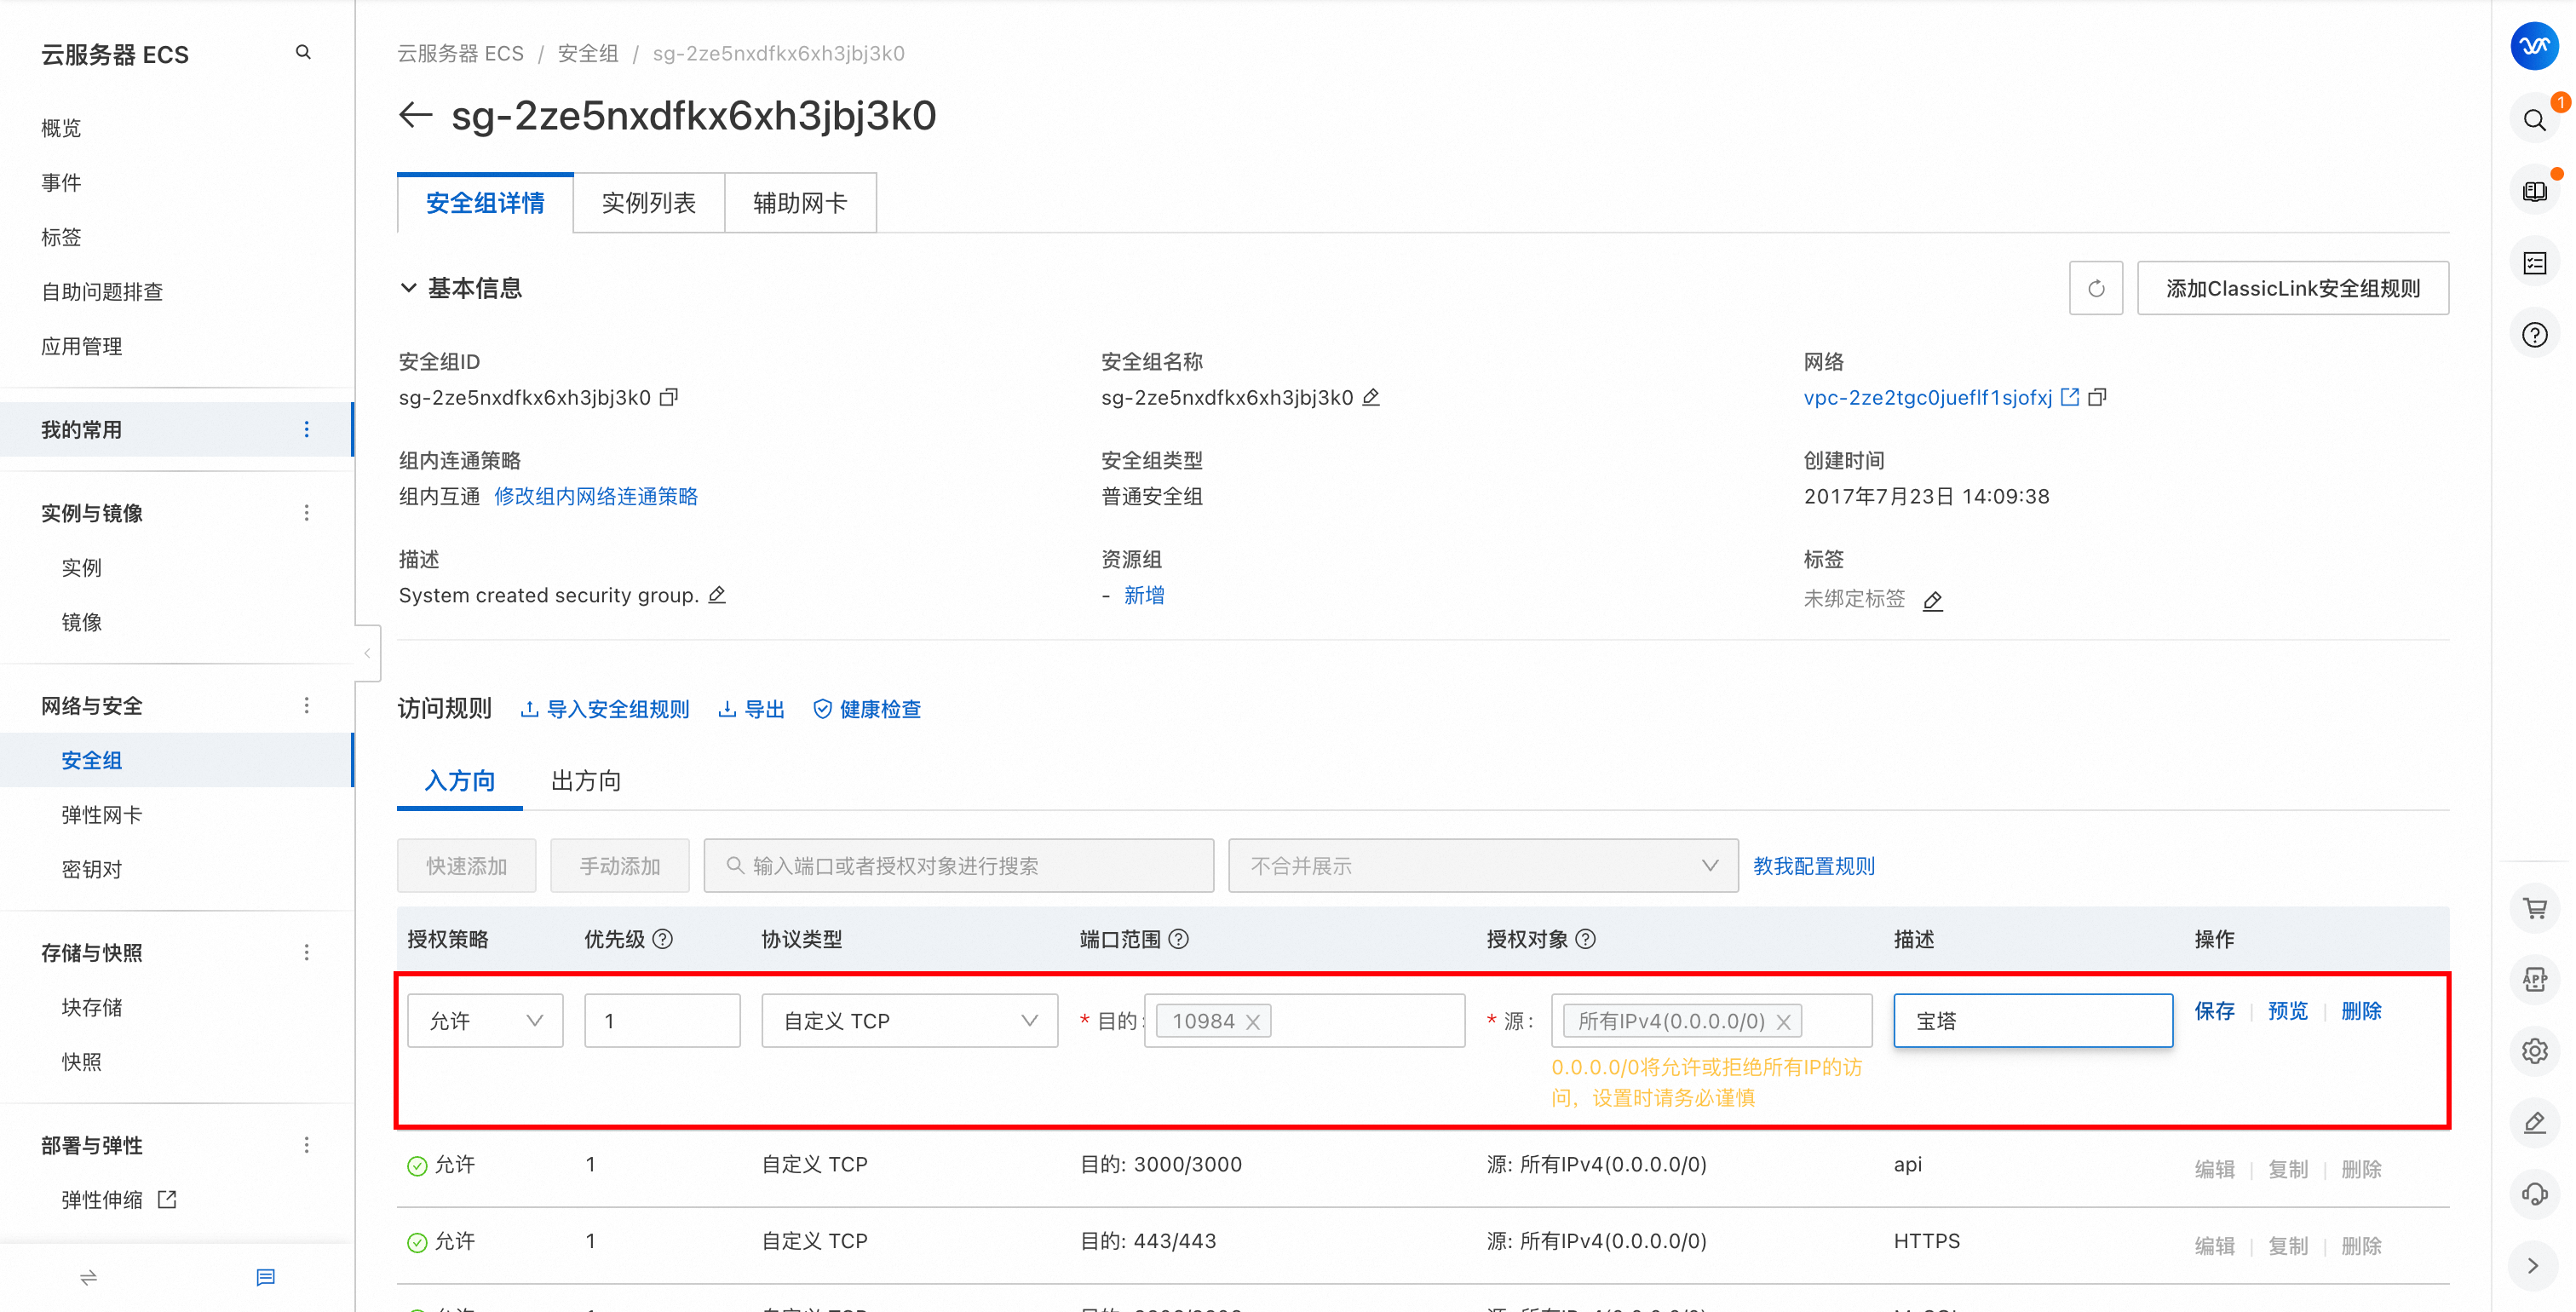 云服务器 ECS
概览
事件
标签
自助问题排查
应用管理
我的常用
实例与镜像
实例
镜像
网络与安全
安全组
弹性网卡
密钥对
存储与快照
块存储
快照
部署与弹性
弹性伸缩
云服务器 ECS / 安全组 / sg-2ze5nxdfkx6xh3jbj3k0
sg-2ze5nxdfkx6xh3jbj3k0
安全组详情 实例列表 辅助网卡
基本信息 添加ClassicLink安全组规则
安全组ID 安全组名称 网络
sg-2ze5nxdfkx6xh3jbj3k0 sg-2ze5nxdfkx6xh3jbj3k0 vpc-2ze2tgc0jueflf1sjofxj
组内连通策略 安全组类型 创建时间
组内互通 修改组内网络连通策略 普通安全组 2017年7月23日 14:09:38
描述 资源组 标签
System created security group. - 新增 未绑定标签
访问规则 导入安全组规则 导出 健康检查
入方向 出方向
快速添加 手动添加 输入端口或者授权对象进行搜索 不合并展示 教我配置规则
授权策略 优先级 协议类型 端口范围 授权对象 描述 操作
允许 1 自定义 TCP * 目的: 10984 * 源: 所有IPv4(0.0.0.0/0) 宝塔 保存 预览 删除
0.0.0.0/0将允许或拒绝所有IP的访
问，设置时请务必谨慎
允许 1 自定义 TCP 目的: 3000/3000 源: 所有IPv4(0.0.0.0/0) api 编辑 复制 删除
允许 1 自定义 TCP 目的: 443/443 源: 所有IPv4(0.0.0.0/0) HTTPS 编辑 复制 删除
1
APP